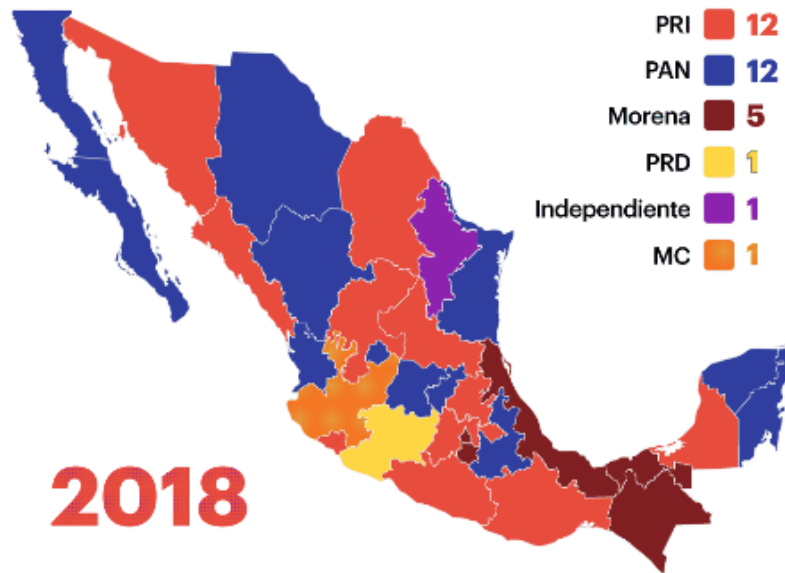 PRI 12
PAN 12
Morena 5
PRD 1
Independiente 1
MC 1
2018